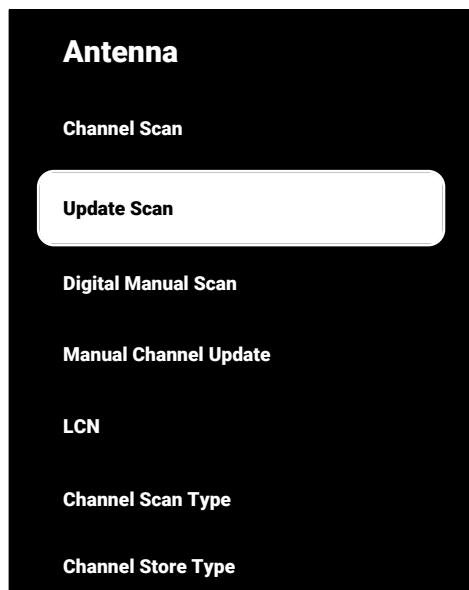 Antenna
Channel Scan
Update Scan
Digital Manual Scan
Manual Channel Update
LCN
Channel Scan Type
Channel Store Type